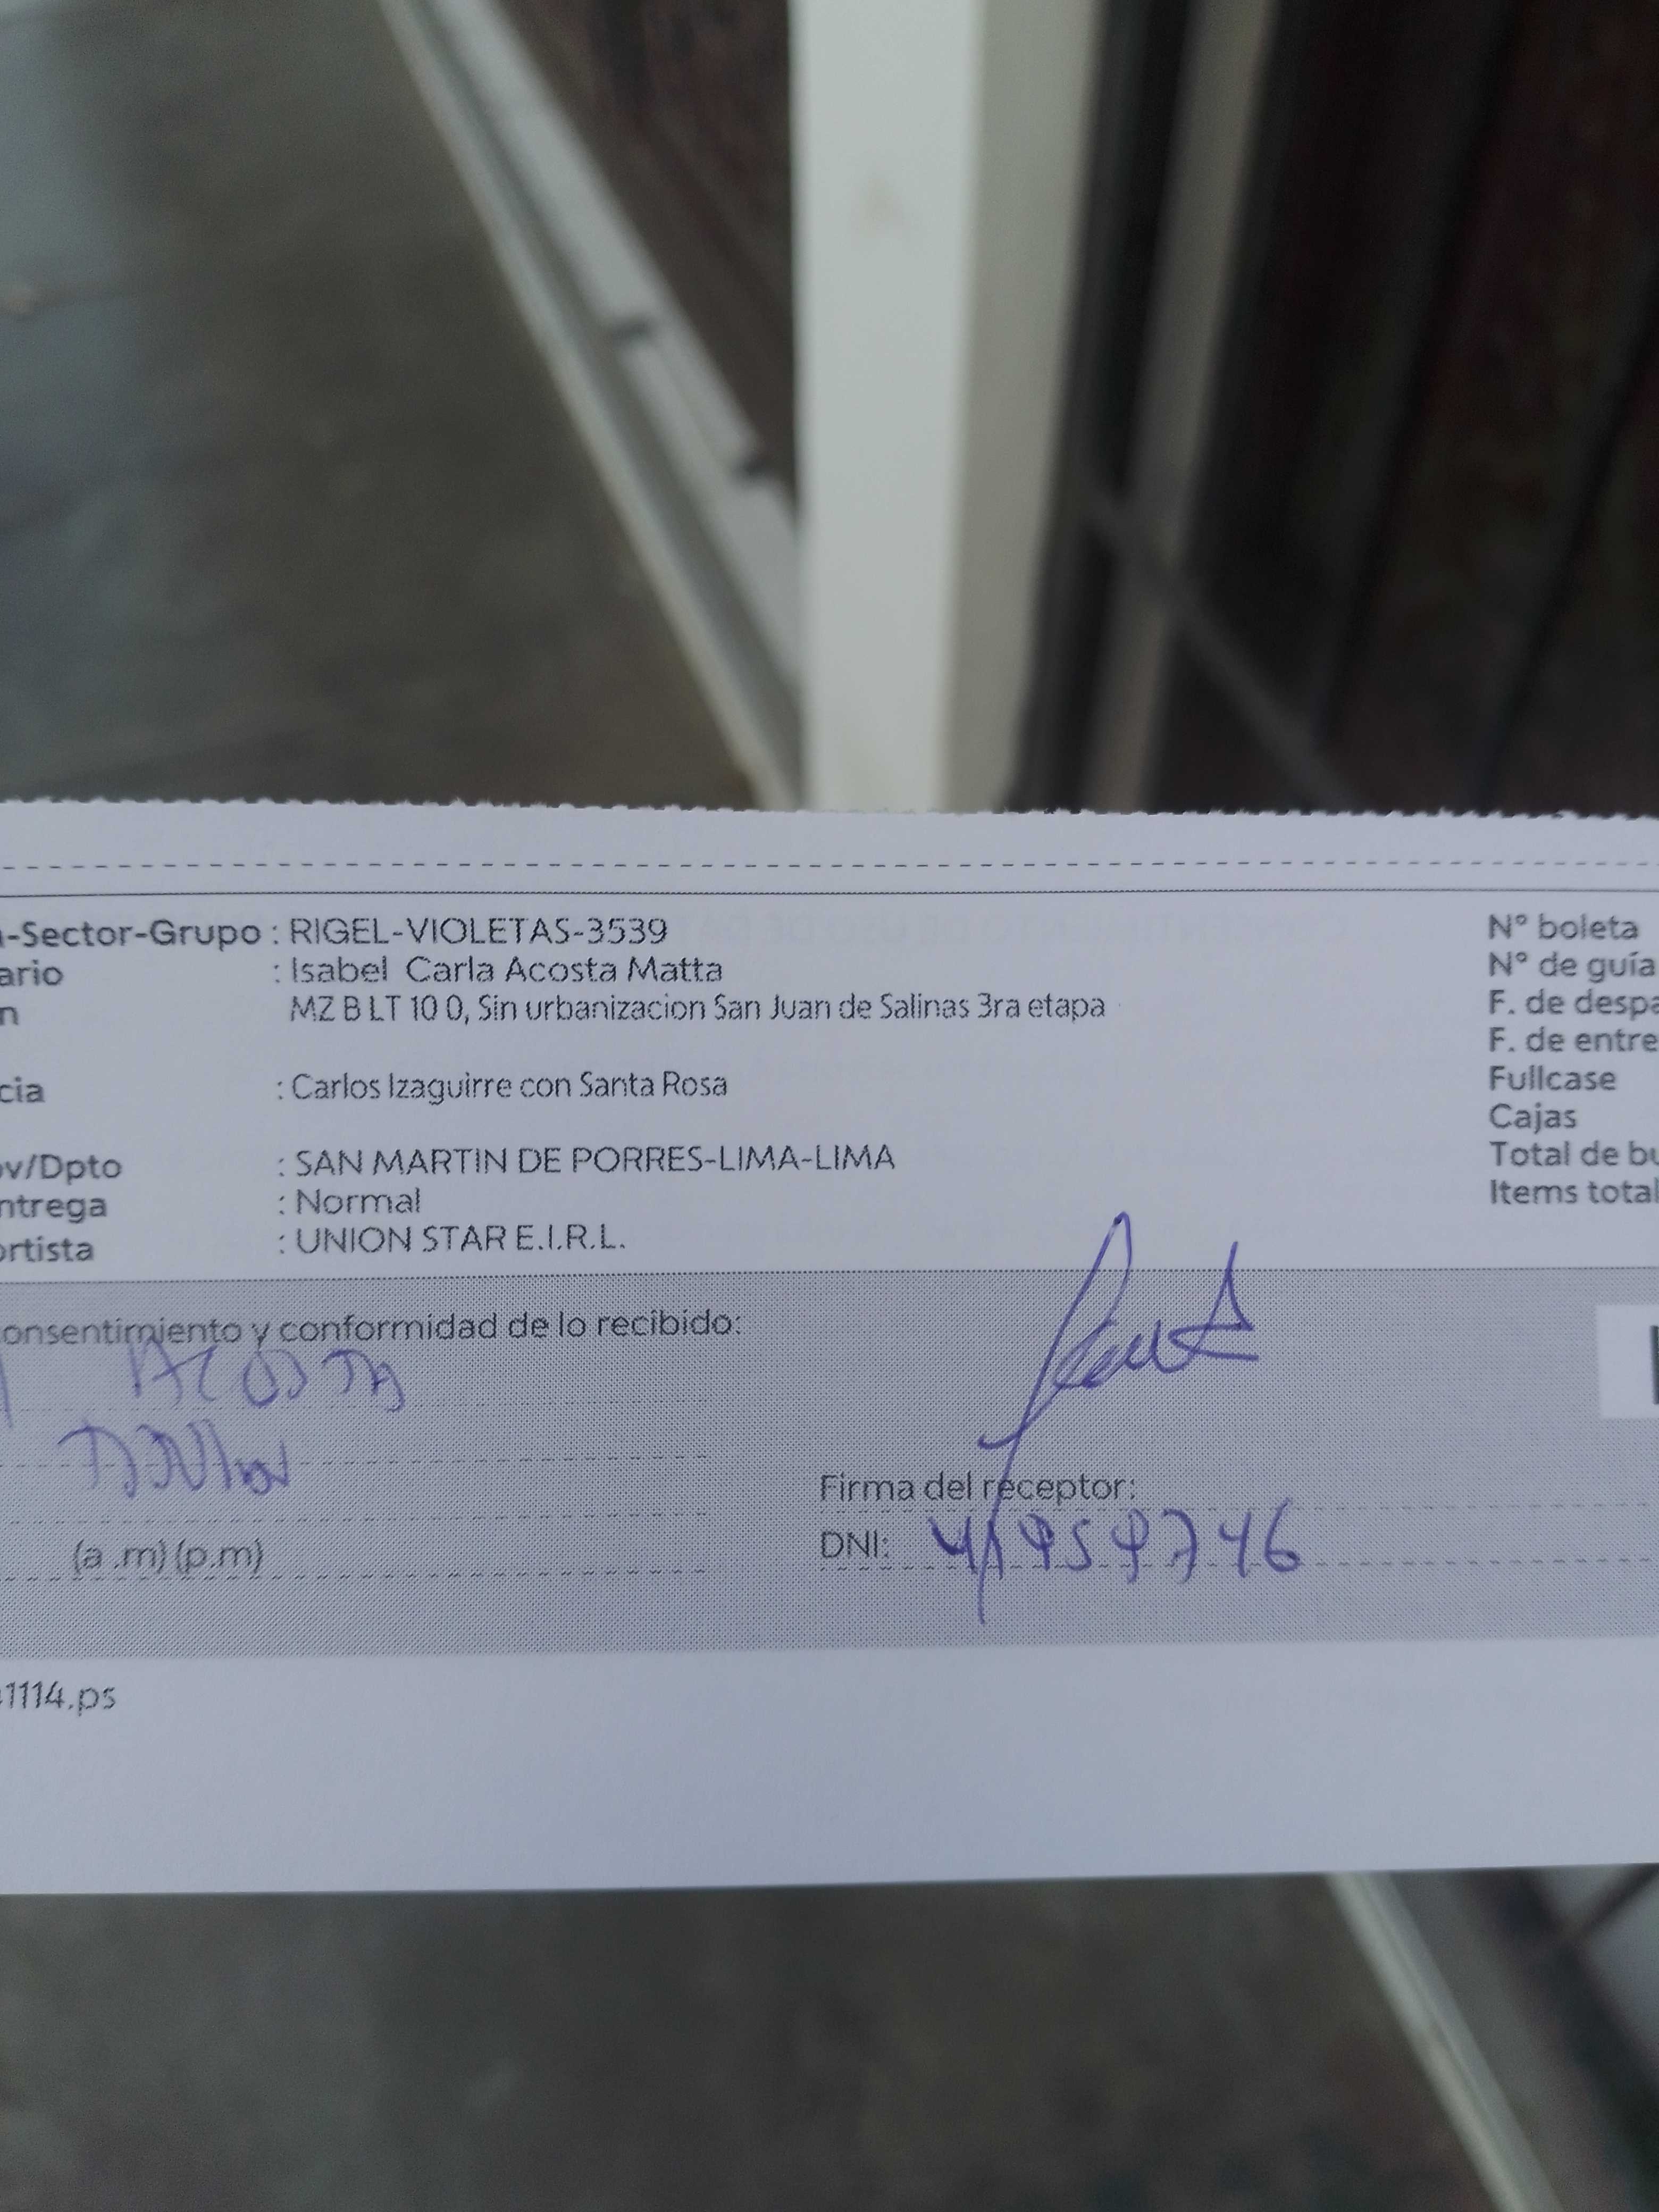 -Sector-Grupo : RIGEL-VIOLETAS-3539
ario : Isabel Carla Acosta Matta
n MZ B LT 10 0, Sin urbanizacion San Juan de Salinas 3ra etapa
cia : Carlos Izaguirre con Santa Rosa
ov/Dpto : SAN MARTIN DE PORRES-LIMA-LIMA
ntrega : Normal
ortista : UNION STAR E.I.R.L.
N° boleta
N° de guía
F. de despa
F. de entre
Fullcase
Cajas
Total de bu
Items total
onsentimiento y conformidad de lo recibido:
ACOSTA
Firma del receptor:
DNI:
(a .m) (p.m)
1114.ps